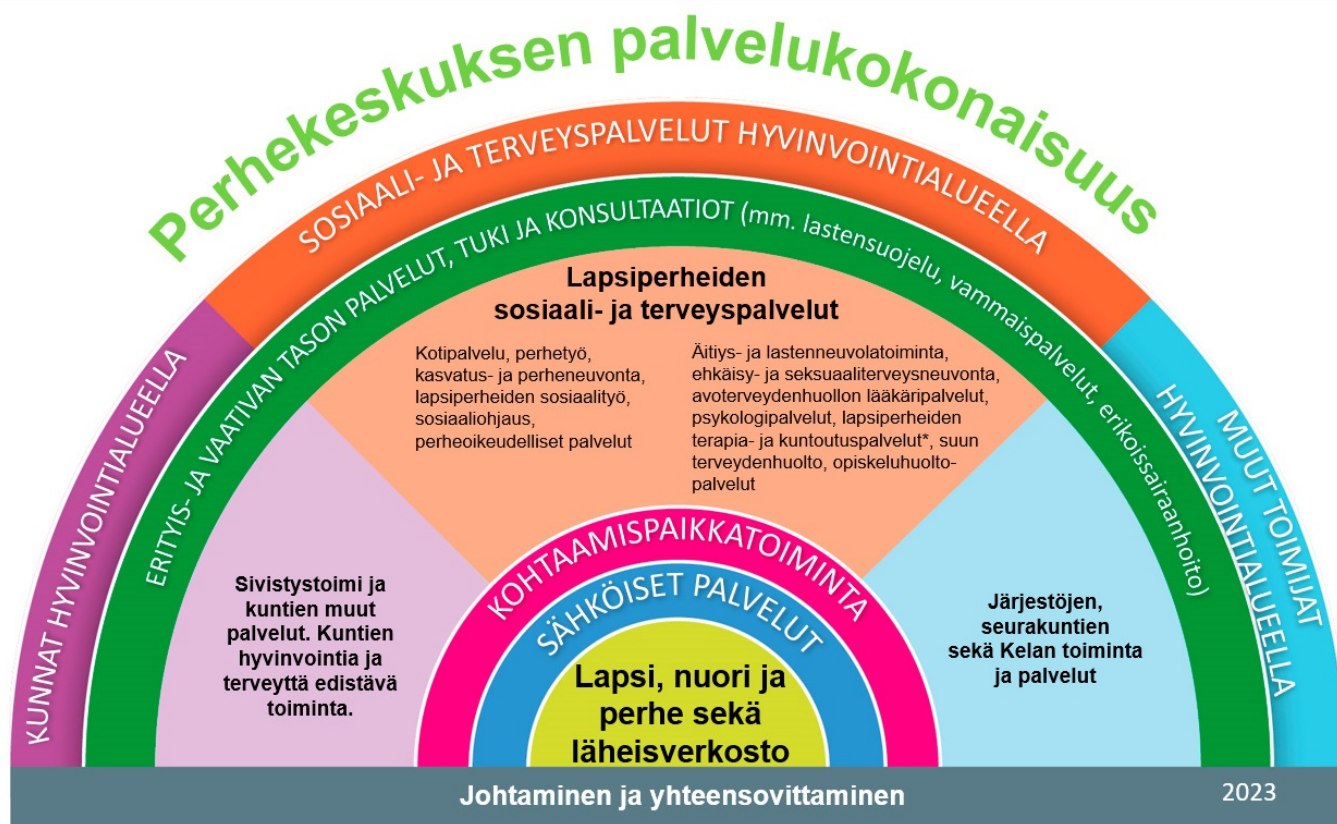 Perhekeskuksen palvelukokonaisuus
SOSIAALI- JA TERVEYSPALVELUT HYVINVOINTIALUEELLA
KUNNAT HYVINVOINTIALUEELLA
MUUT TOIMIJAT
HYVINVOINTIALUEELLA
ERITYIS- JA VAATIVAN TASON PALVELUT, TUKI JA KONSULTAATIOT (mm. lastensuojelu, vammaispalvelut, erikoissairaanhoito)
Lapsiperheiden
sosiaali- ja terveyspalvelut
Kotipalvelu, perhetyö,
kasvatus- ja perheneuvonta,
lapsiperheiden sosiaalityö,
sosiaaliohjaus,
perheoikeudelliset palvelut
Äitiys- ja lastenneuvolatoiminta,
ehkäisy- ja seksuaaliterveysneuvonta,
avoterveydenhuollon lääkäripalvelut,
psykologipalvelut, lapsiperheiden
terapia- ja kuntoutuspalvelut*, suun
terveydenhuolto, opiskeluhuolto-
palvelut
Sivistystoimi ja
kuntien muut
palvelut. Kuntien
hyvinvointia ja
terveyttä edistävä
toiminta.
Järjestöjen,
seurakuntien
sekä Kelan toiminta
ja palvelut
KOHTAAMISPAIKKATOIMINTA
SÄHKÖISET PALVELUT
Lapsi, nuori ja
perhe sekä
läheisverkosto
Johtaminen ja yhteensovittaminen
2023